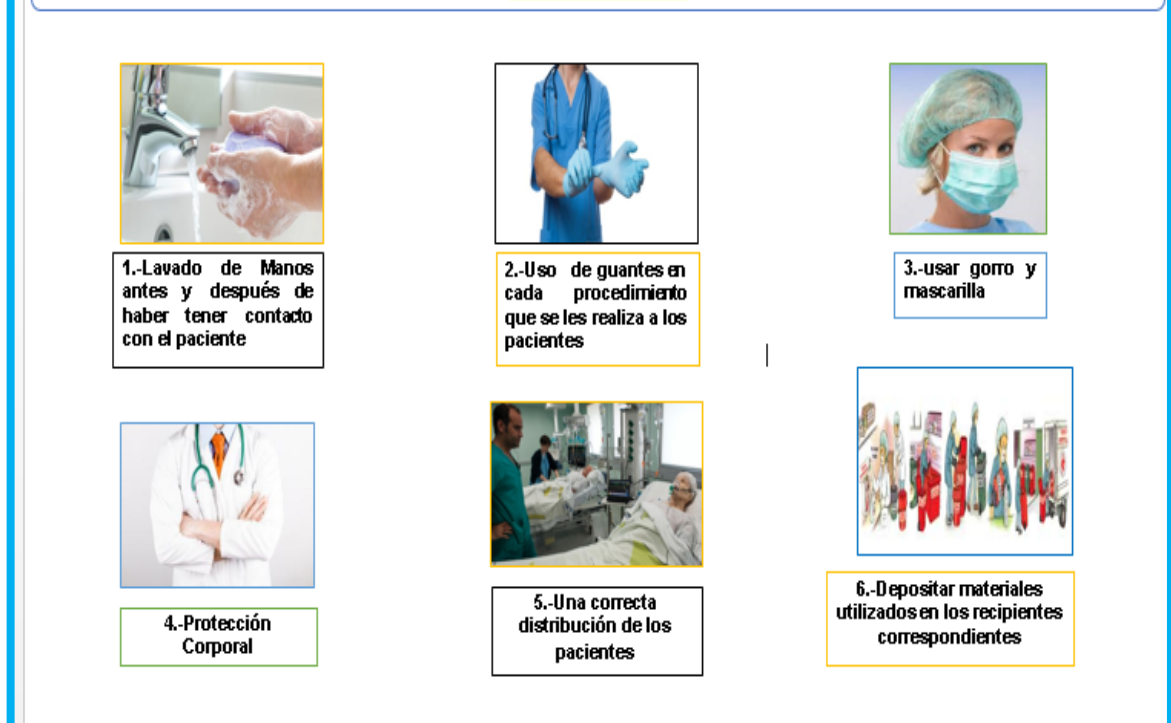 1.-Lavado de Manos
antes y después de
haber tener contacto
con el paciente
2.-Uso de guantes en
cada procedimiento
que se les realiza a los
pacientes
3.-usar gorro y
mascarilla
4.-Protección
Corporal
5.-Una correcta
distribución de los
pacientes
6.-Depositar materiales
utilizados en los recipientes
correspondientes